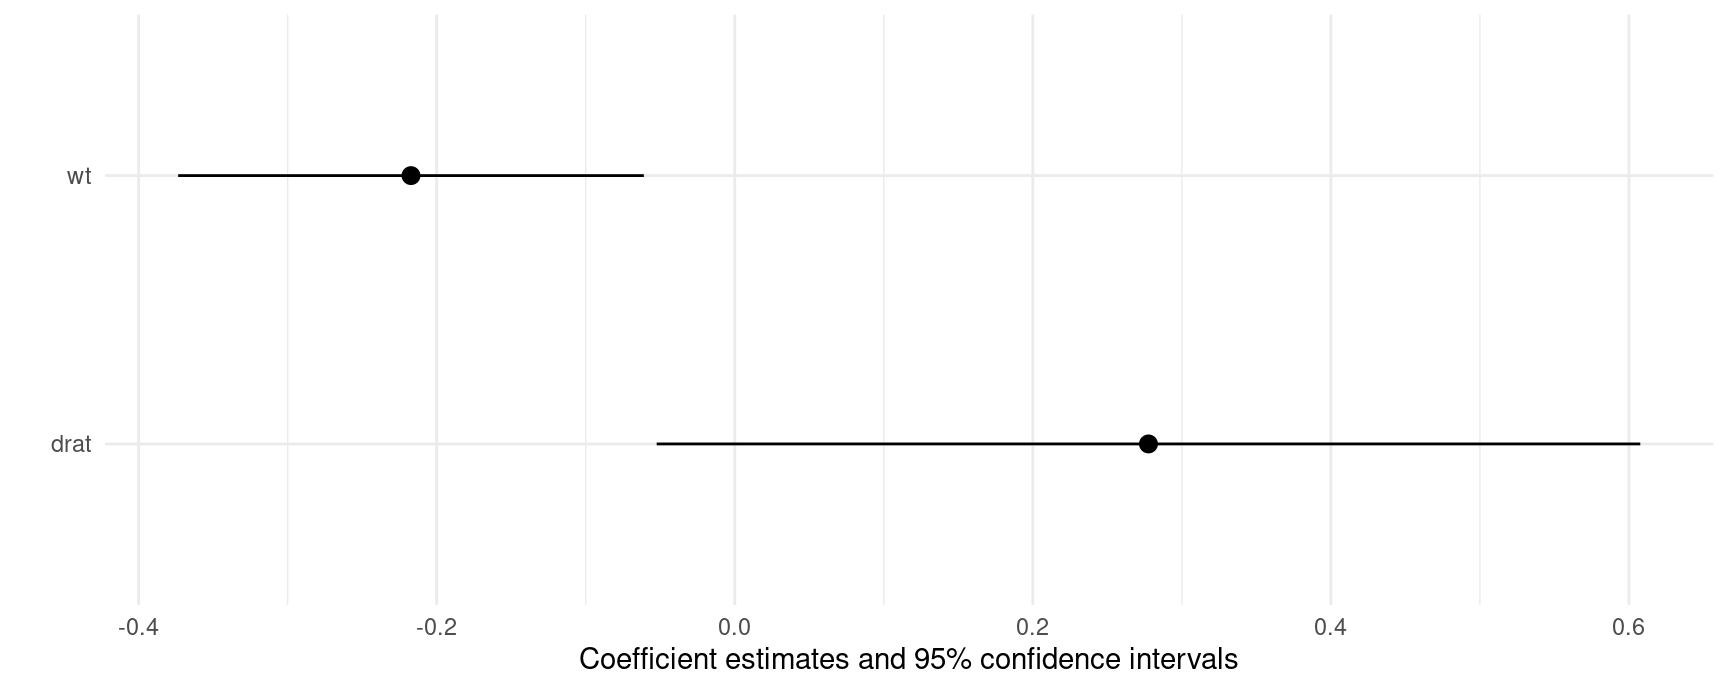 wt
drat
-0.4 -0.2 0.0 0.2 0.4 0.6
Coefficient estimates and 95% confidence intervals